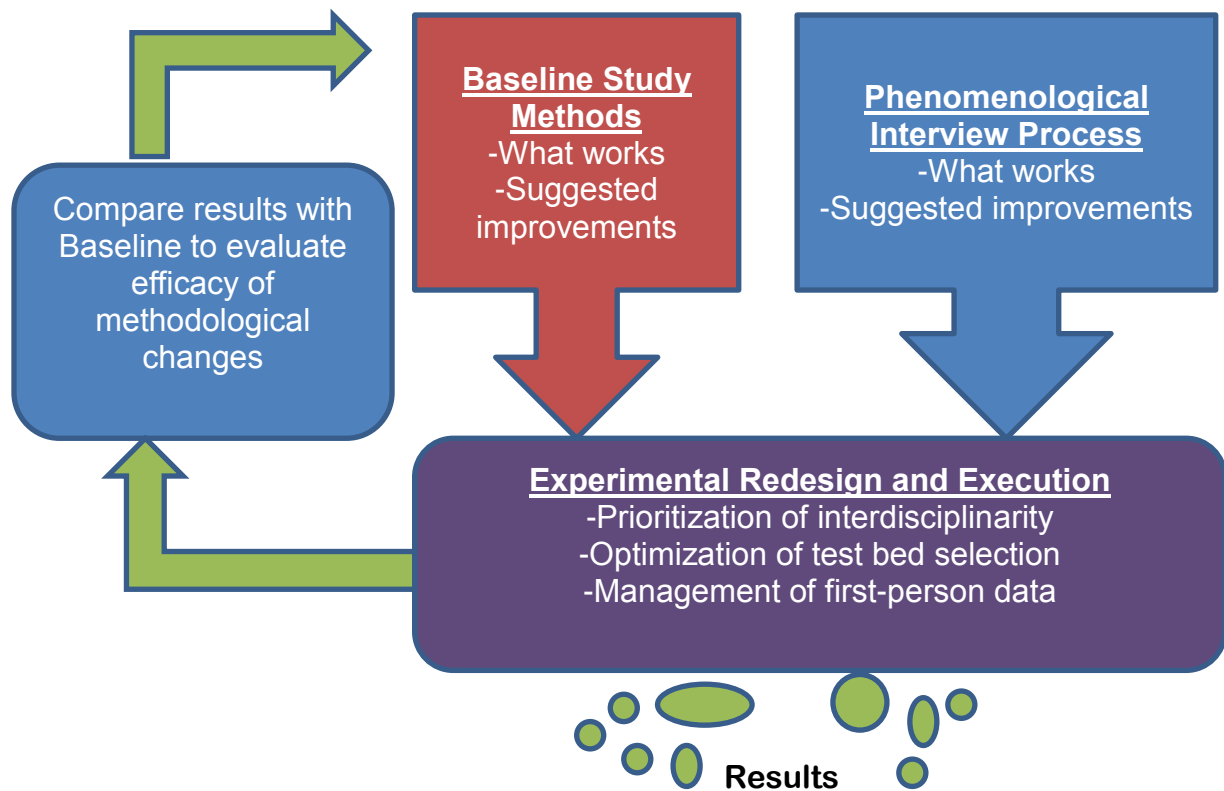 Baseline Study
Methods
-What works
-Suggested
improvements
Phenomenological
Interview Process
-What works
-Suggested improvements
Compare results with
Baseline to evaluate
efficacy of
methodological
changes
Experimental Redesign and Execution
-Prioritization of interdisciplinarity
-Optimization of test bed selection
-Management of first-person data
Results